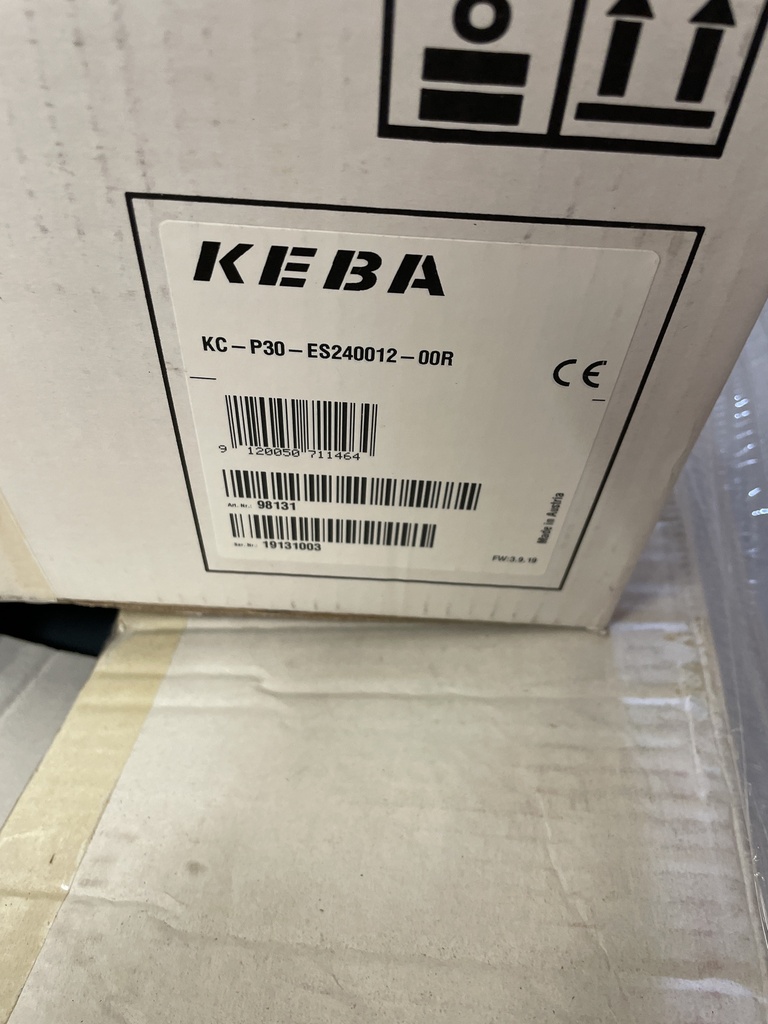 KEBA
KC–P30–ES240012–00R
CE
9 120050 711464
Art. Nr.: 98131
Ser. Nr.: 19131003
Made in Austria
FW:3.9.19